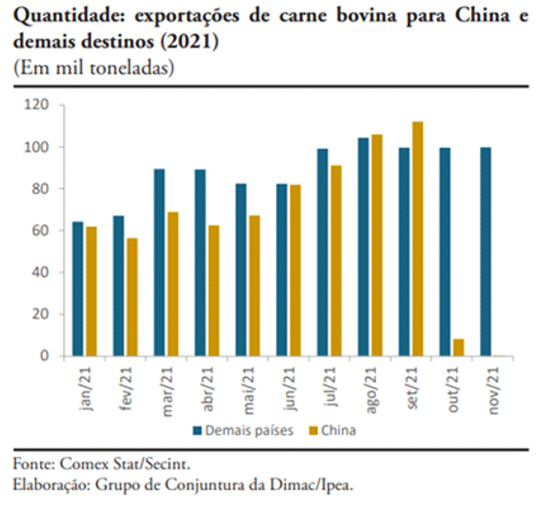 Quantidade: exportações de carne bovina para China e
demais destinos (2021)
(Em mil toneladas)
120
100
80
60
40
20
0
jan/21 fev/21 mar/21 abr/21 mai/21 jun/21 jul/21 ago/21 set/21 out/21 nov/21
Demais países China
Fonte: Comex Stat/Secint.
Elaboração: Grupo de Conjuntura da Dimac/Ipea.